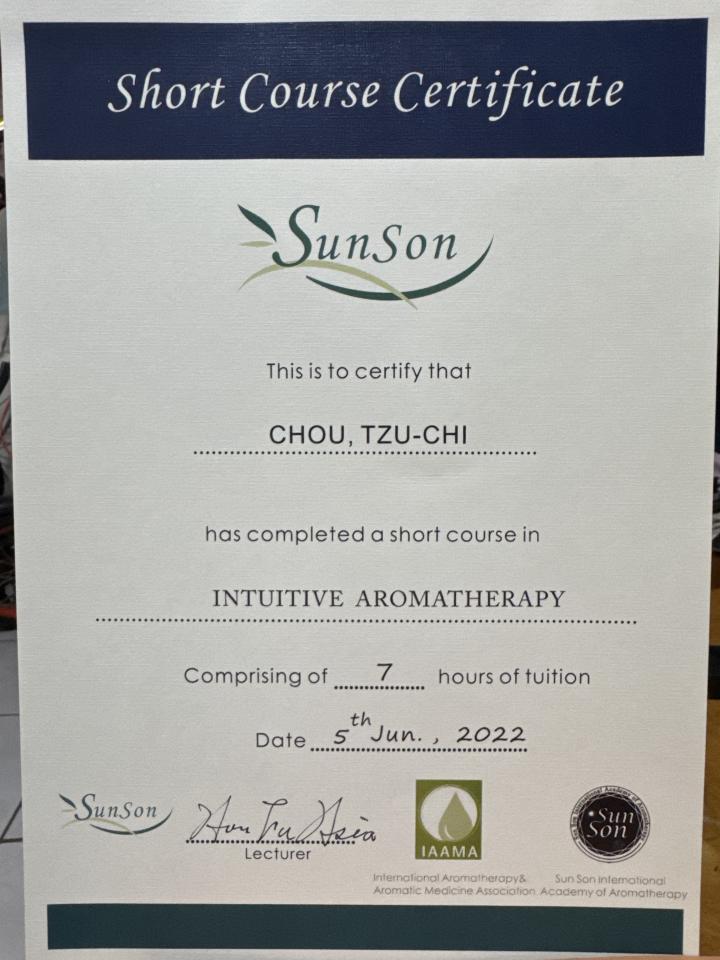 Short Course Certificate
SunSon
This is to certify that
CHOU, TZU-CHI
has completed a short course in
INTUITIVE AROMATHERAPY
Comprising of 7 hours of tuition
Date 5th Jun. , 2022
SunSon
Lecturer
IAAMA
International Aromatherapy&
Aromatic Medicine Association
Sun Son
Sun Son International
Academy of Aromatherapy